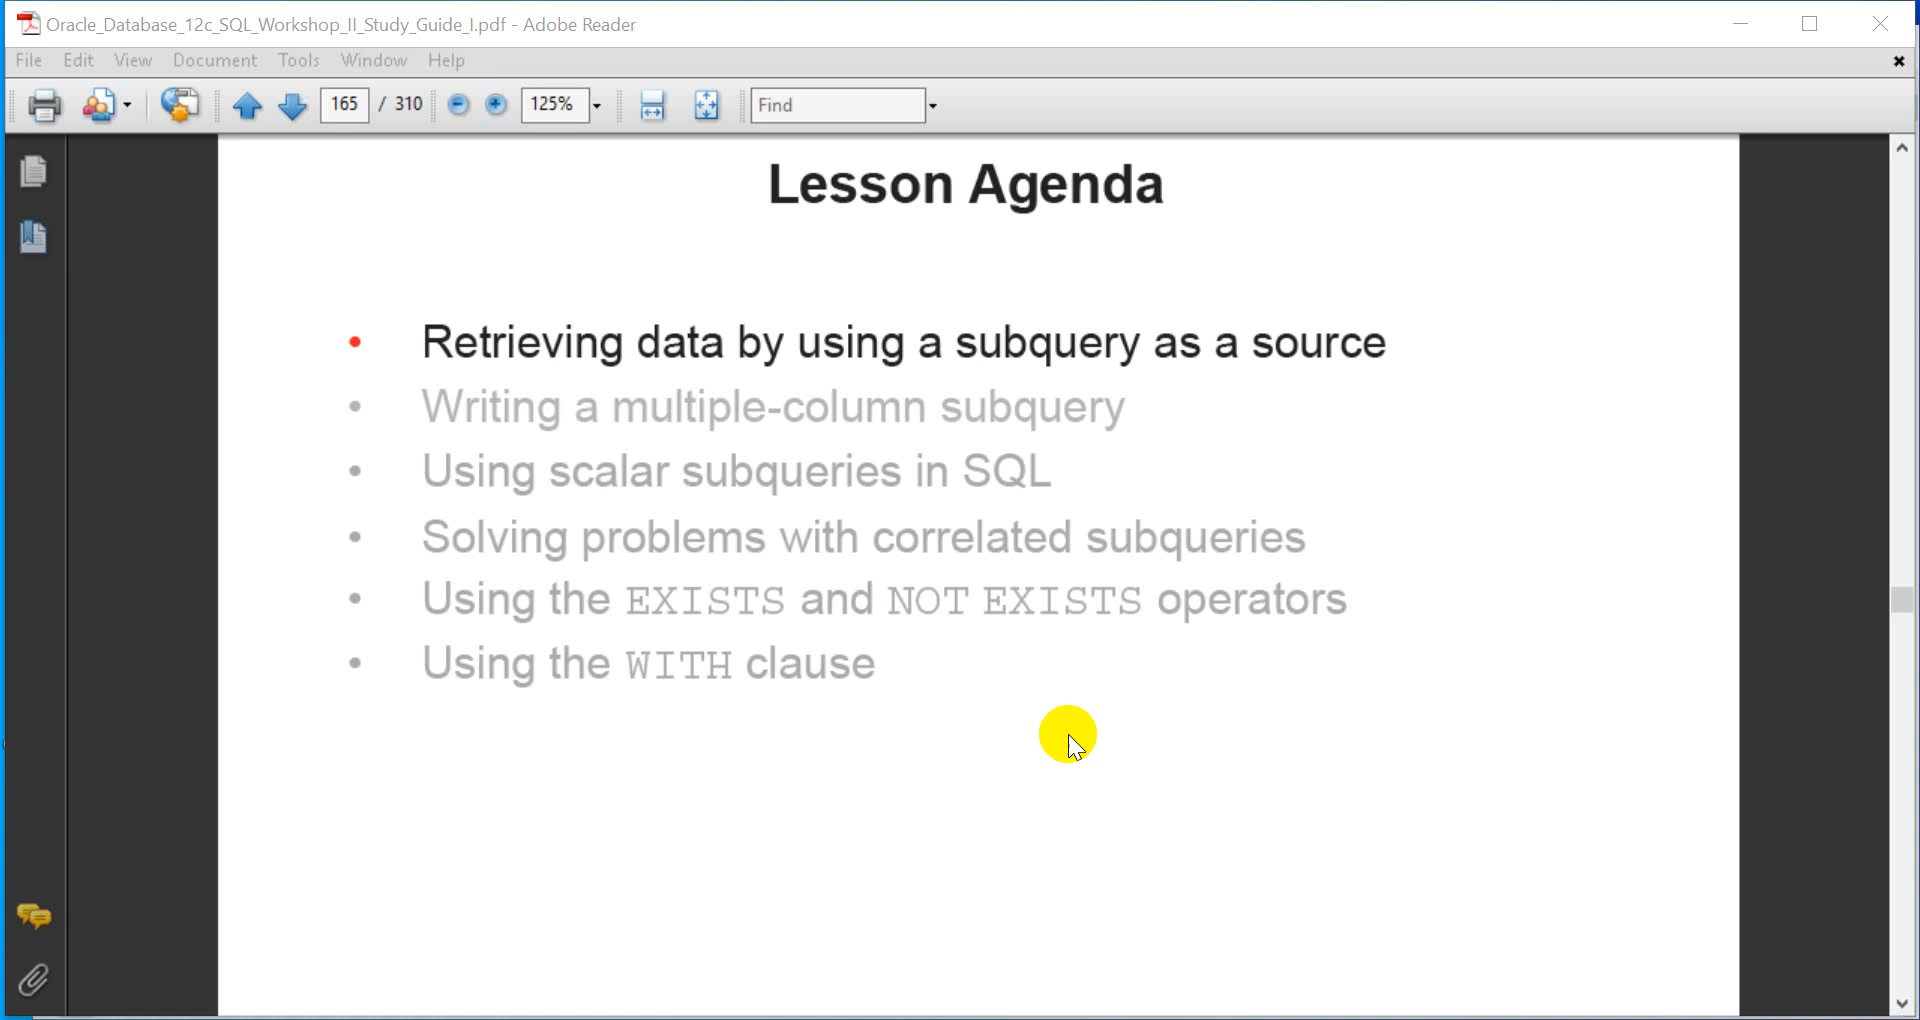 Oracle_Database_12c_SQL_Workshop_II_Study_Guide_I.pdf - Adobe Reader
File Edit View Document Tools Window Help
165 / 310 125% Find
Lesson Agenda
• Retrieving data by using a subquery as a source
• Writing a multiple-column subquery
• Using scalar subqueries in SQL
• Solving problems with correlated subqueries
• Using the EXISTS and NOT EXISTS operators
• Using the WITH clause